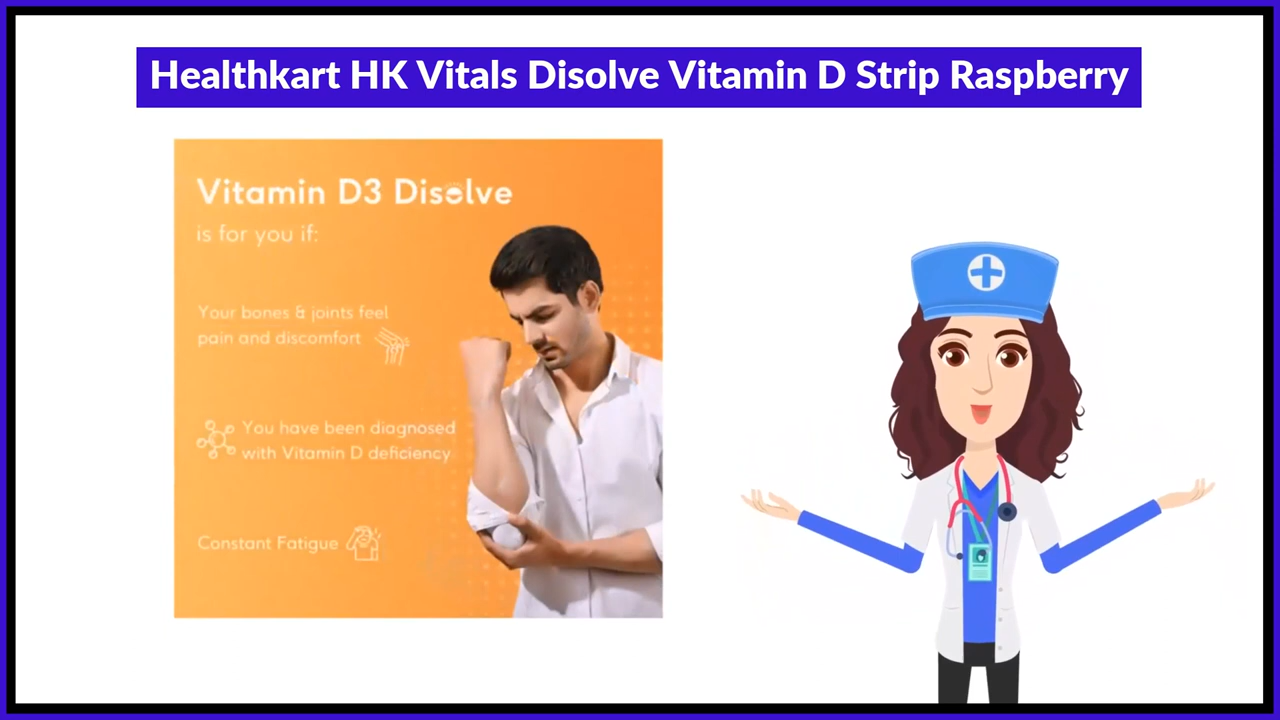 Healthkart HK Vitals Disolve Vitamin D Strip Raspberry
Vitamin D3 Disolve
is for you if:
Your bones & joints feel
pain and discomfort
You have been diagnosed
with Vitamin D deficiency
Constant Fatigue